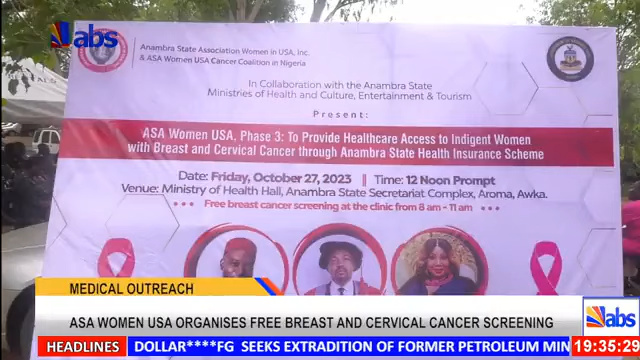 abs
Anambra State Association Women in USA, Inc.
& ASA Women USA Cancer Coalition in Nigeria
In Collaboration with the Anambra State
Ministries of Health and Culture, Entertainment & Tourism
Present:
ASA Women USA, Phase 3: To Provide Healthcare Access to Indigent Women
with Breast and Cervical Cancer through Anambra State Health Insurance Scheme
Date: Friday, October 27, 2023 | Time: 12 Noon Prompt
Venue: Ministry of Health Hall, Anambra State Secretariat Complex, Aroma, Awka.
••• Free breast cancer screening at the clinic from 8 am - 11 am •••
MEDICAL OUTREACH
ASA WOMEN USA ORGANISES FREE BREAST AND CERVICAL CANCER SCREENING
abs
HEADLINES DOLLAR****FG SEEKS EXTRADITION OF FORMER PETROLEUM MIN 19:35:29